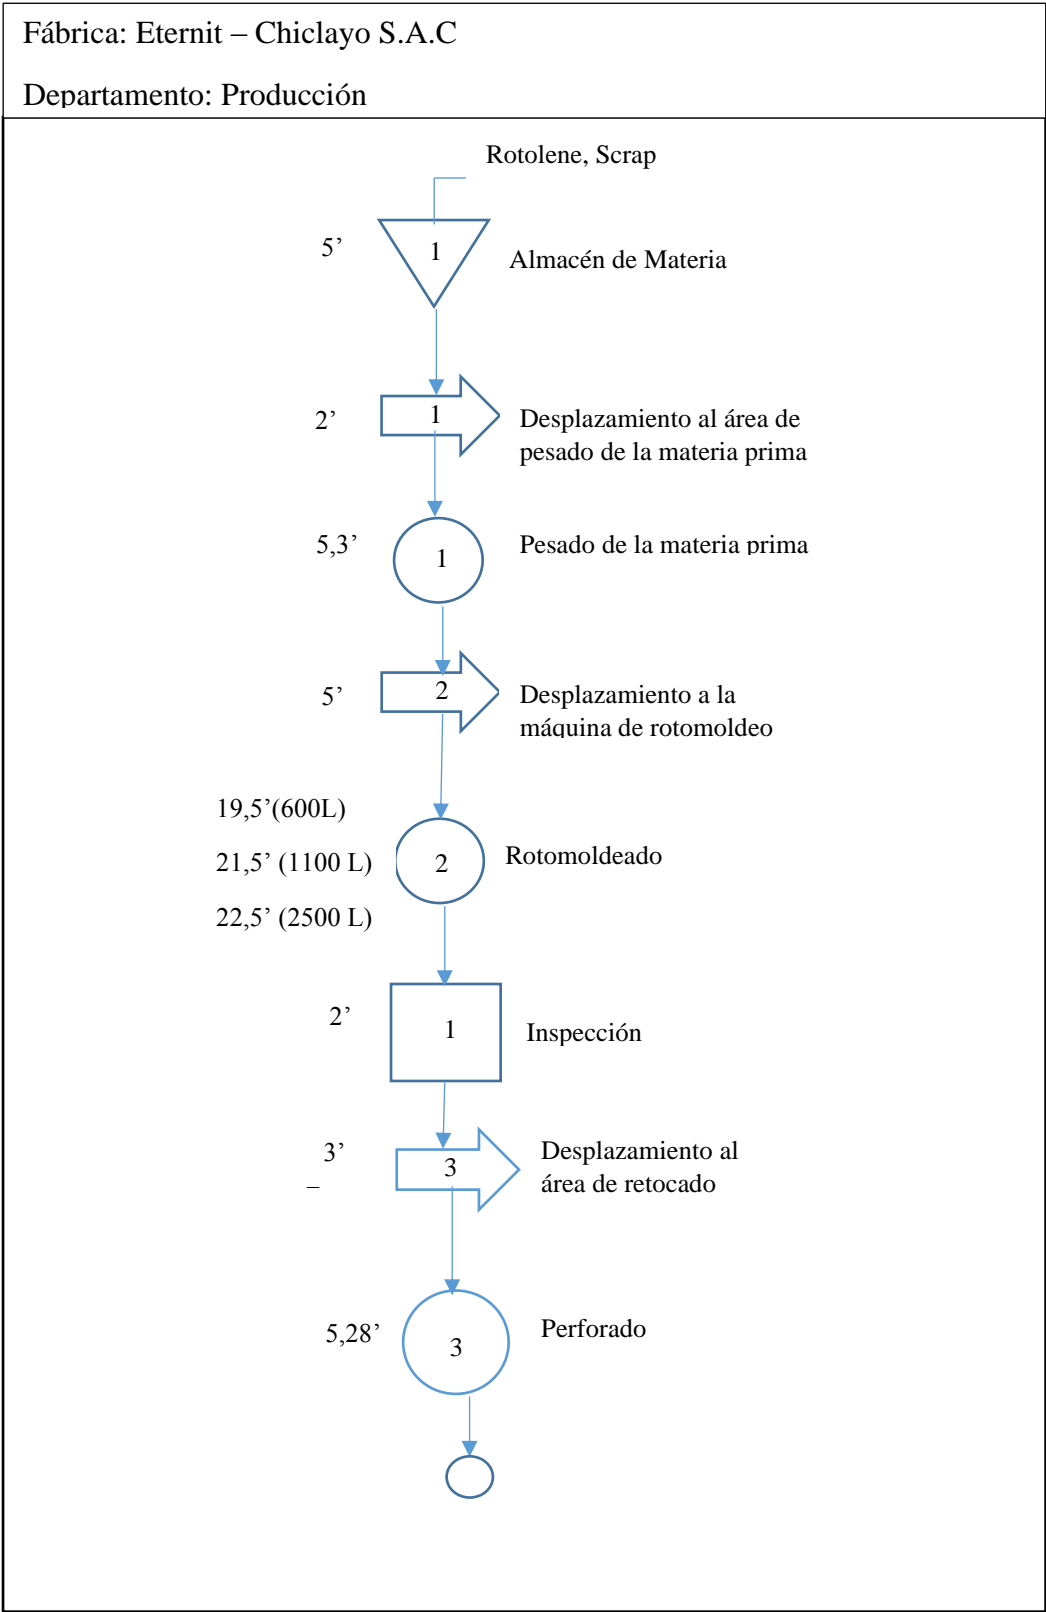 Fábrica: Eternit – Chiclayo S.A.C
Departamento: Producción
Rotolene, Scrap
5’
1
Almacén de Materia
2’
1
Desplazamiento al área de
pesado de la materia prima
5,3’
1
Pesado de la materia prima
5’
2
Desplazamiento a la
máquina de rotomoldeo
19,5’(600L)
21,5’ (1100 L)
22,5’ (2500 L)
2
Rotomoldeado
2’
1
Inspección
3’
–
3
Desplazamiento al
área de retocado
5,28’
3
Perforado